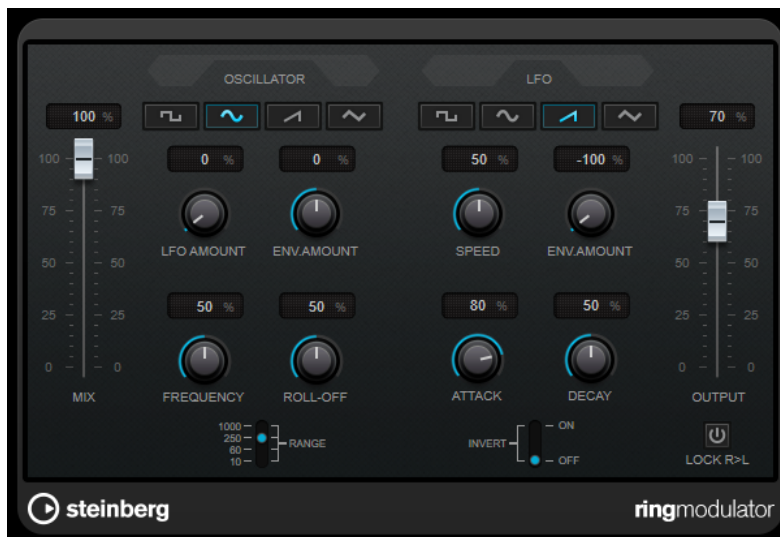 OSCILLATOR
LFO
100 %
70 %
0 %
0 %
50 %
-100 %
100
100
100
100
75
75
75
75
LFO AMOUNT
ENV.AMOUNT
SPEED
ENV.AMOUNT
50
50
50
50
50 %
50 %
80 %
50 %
25
25
25
25
0
0
0
0
MIX
FREQUENCY
ROLL-OFF
ATTACK
DECAY
OUTPUT
1000
250
60
10
RANGE
INVERT
ON
OFF
LOCK R>L
steinberg
ringmodulator